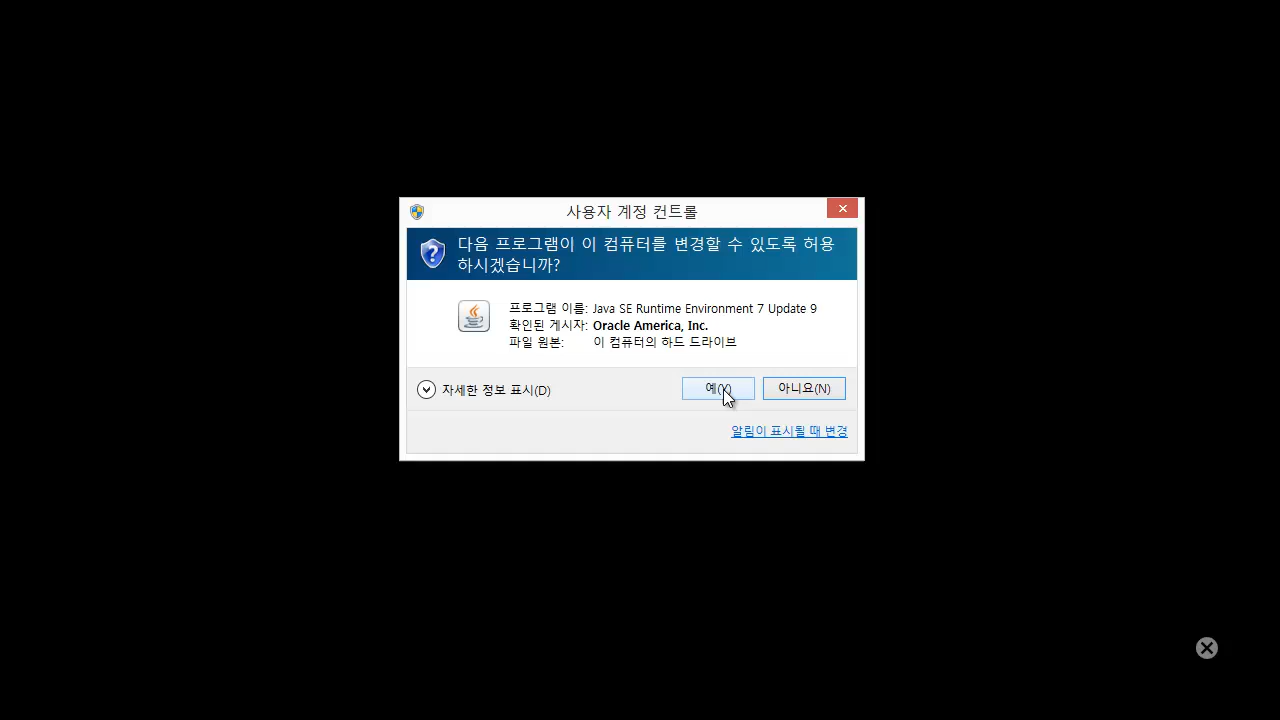 사용자 계정 컨트롤
다음 프로그램이 이 컴퓨터를 변경할 수 있도록 허용
하시겠습니까?
프로그램 이름: Java SE Runtime Environment 7 Update 9
확인된 게시자: Oracle America, Inc.
파일 원본: 이 컴퓨터의 하드 드라이브
자세한 정보 표시(D)
예(Y)
아니요(N)
알림이 표시될 때 변경